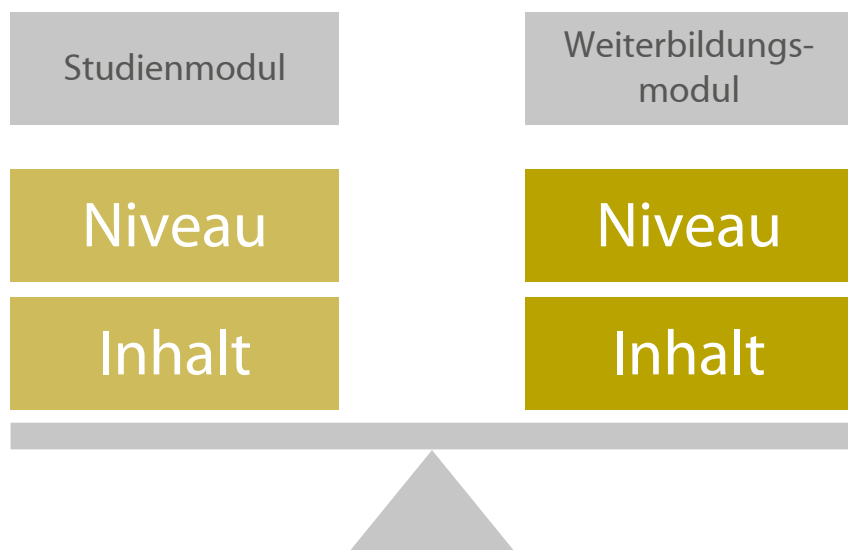 Studienmodul
Weiterbildungs-
modul
Niveau
Niveau
Inhalt
Inhalt